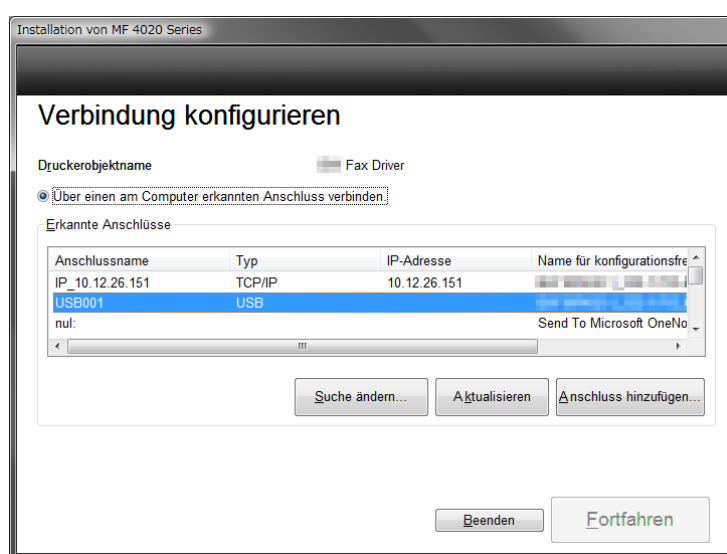 Installation von MF 4020 Series
Verbindung konfigurieren
Druckerobjektname Fax Driver
Über einen am Computer erkannten Anschluss verbinden.
Erkannte Anschlüsse
Anschlussname Typ IP-Adresse Name für konfigurationsfre
IP_10.12.26.151 TCP/IP 10.12.26.151
USB001 USB
nul: Send To Microsoft OneNo
Suche ändern... Aktualisieren Anschluss hinzufügen...
Beenden Fortfahren